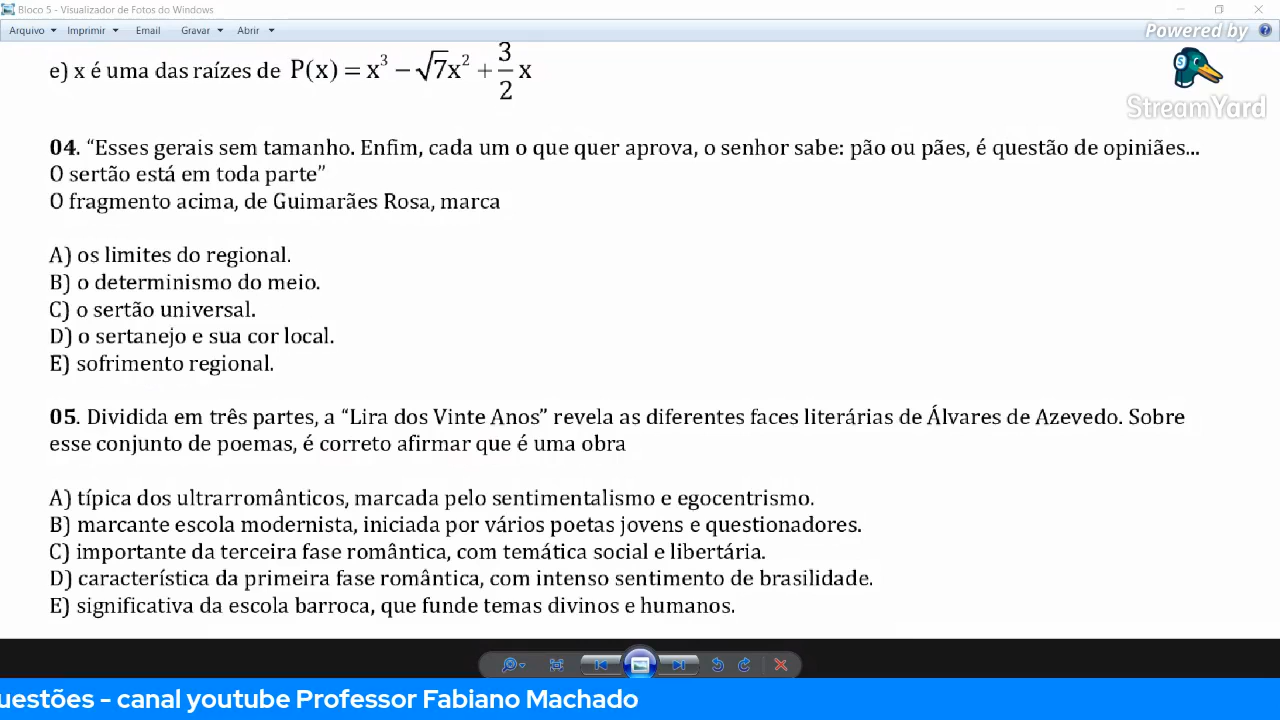 Bloco 5 - Visualizador de Fotos do Windows
Arquivo Imprimir Email Gravar Abrir
Powered by
StreamYard
e) x é uma das raízes de P(x) = x³ − √7x² + 3/2 x
04. “Esses gerais sem tamanho. Enfim, cada um o que quer aprova, o senhor sabe: pão ou pães, é questão de opiniães...
O sertão está em toda parte”
O fragmento acima, de Guimarães Rosa, marca
A) os limites do regional.
B) o determinismo do meio.
C) o sertão universal.
D) o sertanejo e sua cor local.
E) sofrimento regional.
05. Dividida em três partes, a “Lira dos Vinte Anos” revela as diferentes faces literárias de Álvares de Azevedo. Sobre
esse conjunto de poemas, é correto afirmar que é uma obra
A) típica dos ultrarromânticos, marcada pelo sentimentalismo e egocentrismo.
B) marcante escola modernista, iniciada por vários poetas jovens e questionadores.
C) importante da terceira fase romântica, com temática social e libertária.
D) característica da primeira fase romântica, com intenso sentimento de brasilidade.
E) significativa da escola barroca, que funde temas divinos e humanos.
uestões - canal youtube Professor Fabiano Machado